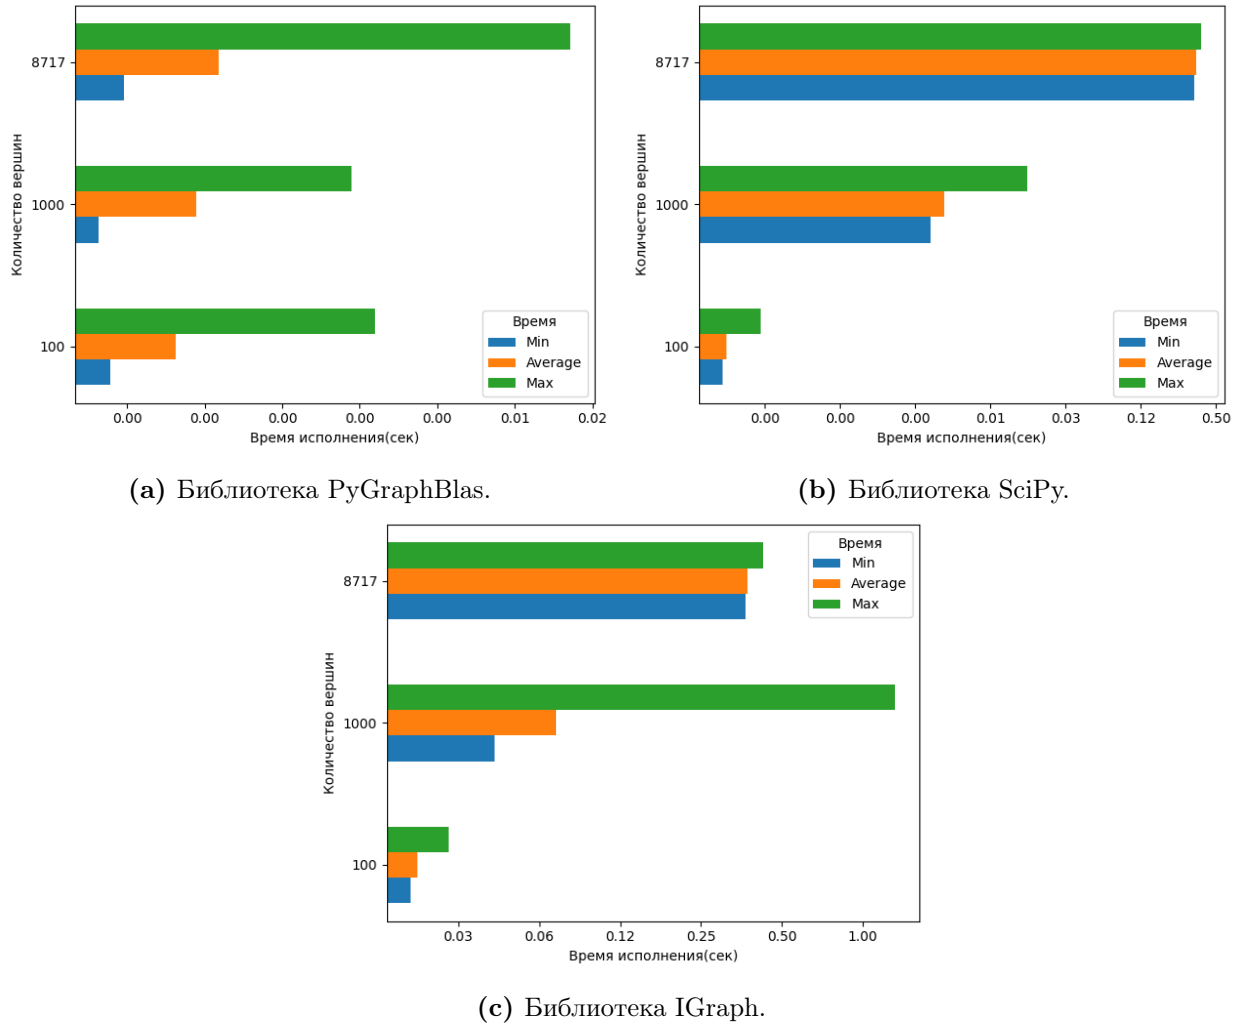 8717
1000
100
Количество вершин
Время
Min
Average
Max
0.00 0.00 0.00 0.00 0.00 0.01 0.02
Время исполнения(сек)
(a) Библиотека PyGraphBlas.
8717
1000
100
Количество вершин
Время
Min
Average
Max
0.00 0.00 0.00 0.01 0.03 0.12 0.50
Время исполнения(сек)
(b) Библиотека SciPy.
8717
1000
100
Количество вершин
Время
Min
Average
Max
0.03 0.06 0.12 0.25 0.50 1.00
Время исполнения(сек)
(c) Библиотека IGraph.